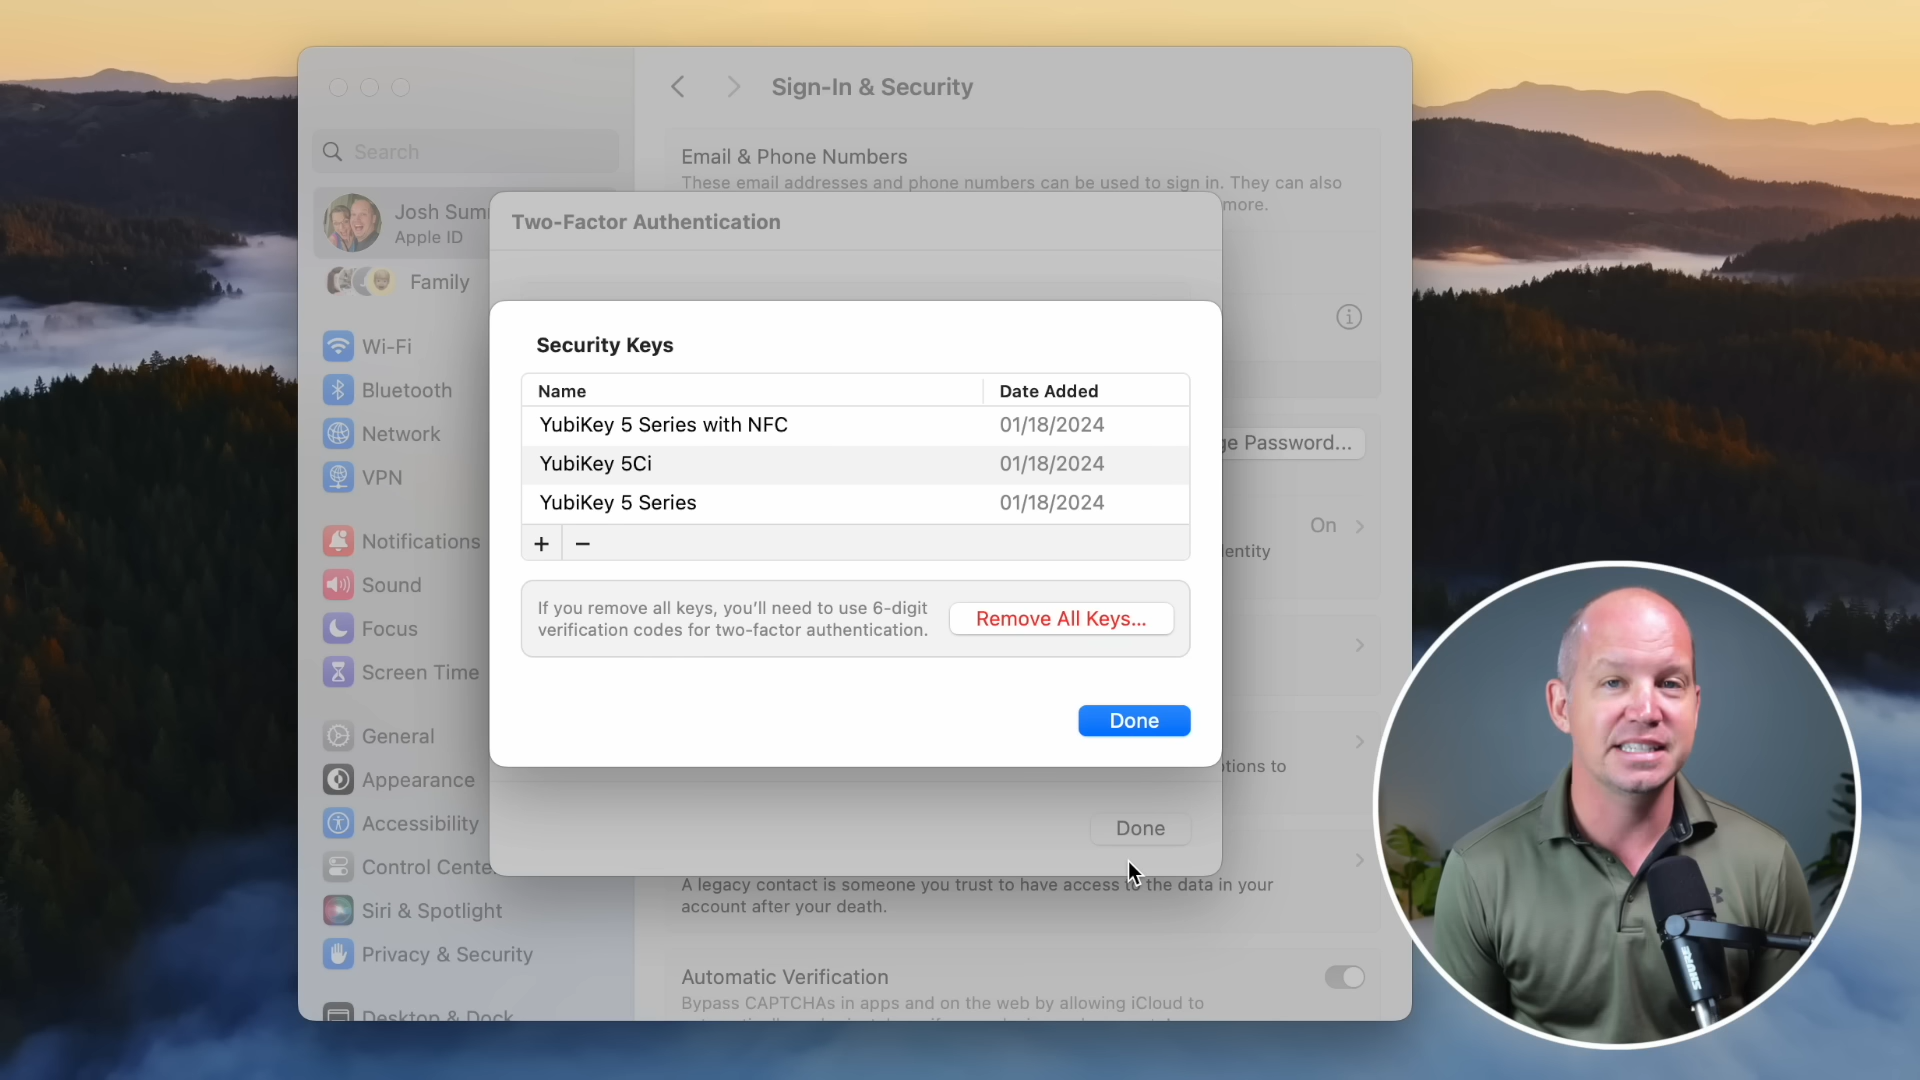 Sign-In & Security
Search
Email & Phone Numbers
These email addresses and phone numbers can be used to sign in. They can also
more.
Josh Sum
Apple ID
Two-Factor Authentication
Family
Security Keys
Name
Date Added
YubiKey 5 Series with NFC
01/18/2024
YubiKey 5Ci
01/18/2024
YubiKey 5 Series
01/18/2024
+
−
If you remove all keys, you'll need to use 6-digit
verification codes for two-factor authentication.
Remove All Keys...
Done
Done
Wi-Fi
Bluetooth
Network
VPN
Notifications
Sound
Focus
Screen Time
General
Appearance
Accessibility
Control Cente
Siri & Spotlight
Privacy & Security
Desktop & Dock
ge Password...
On
entity
tions to
A legacy contact is someone you trust to have access to the data in your
account after your death.
Automatic Verification
Bypass CAPTCHAs in apps and on the web by allowing iCloud to
SHURE